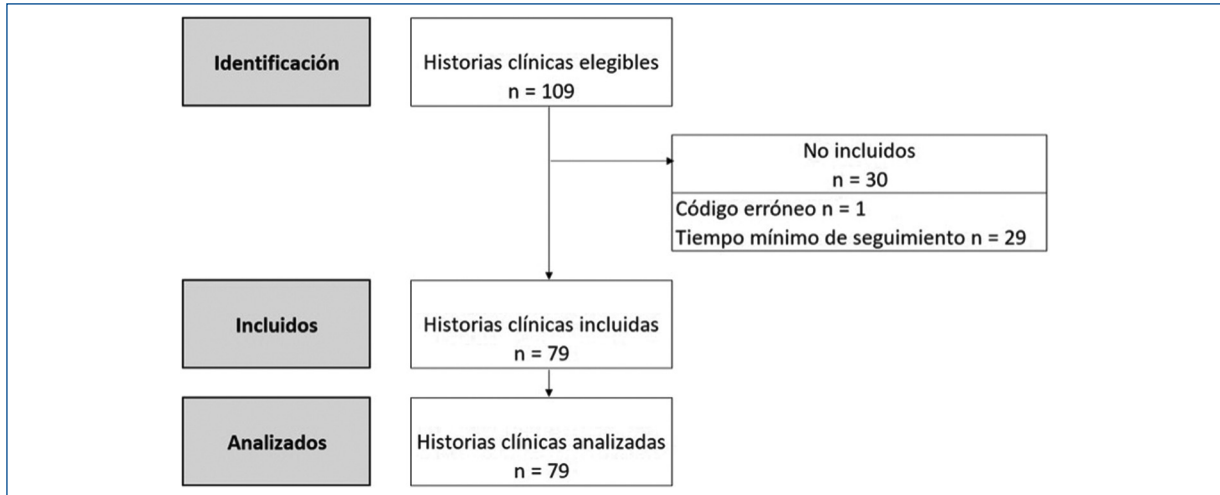 Identificación
Historias clínicas elegibles
n = 109
No incluidos
n = 30
Código erróneo n = 1
Tiempo mínimo de seguimiento n = 29
Incluidos
Historias clínicas incluidas
n = 79
Analizados
Historias clínicas analizadas
n = 79